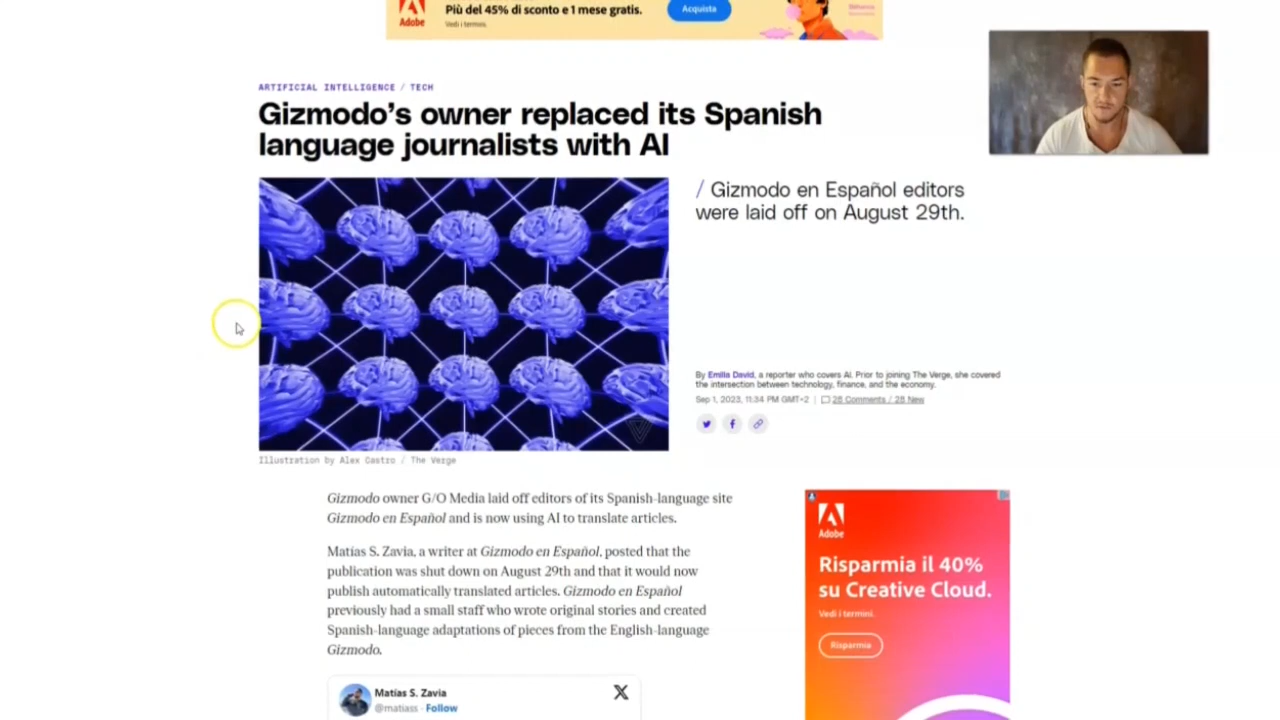 Adobe
Più del 45% di sconto e 1 mese gratis.
Vedi i termini.
Acquista
ARTIFICIAL INTELLIGENCE / TECH
Gizmodo’s owner replaced its Spanish
language journalists with AI
/ Gizmodo en Español editors
were laid off on August 29th.
By Emilia David, a reporter who covers AI. Prior to joining The Verge, she covered
the intersection between technology, finance, and the economy.
Sep 1, 2023, 11:34 PM GMT+2 | 28 Comments / 28 New
Illustration by Alex Castro / The Verge
Gizmodo owner G/O Media laid off editors of its Spanish-language site
Gizmodo en Español and is now using AI to translate articles.
Matías S. Zavia, a writer at Gizmodo en Español, posted that the
publication was shut down on August 29th and that it would now
publish automatically translated articles. Gizmodo en Español
previously had a small staff who wrote original stories and created
Spanish-language adaptations of pieces from the English-language
Gizmodo.
Matías S. Zavia
@matiass · Follow
Adobe
Risparmia il 40%
su Creative Cloud.
Vedi i termini.
Risparmia